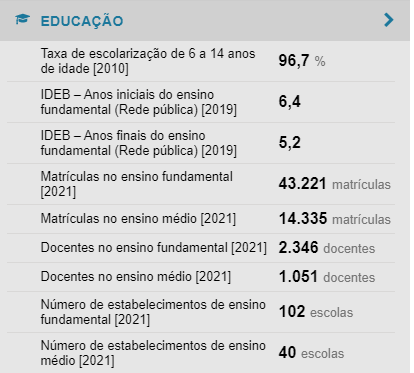 EDUCAÇÃO
Taxa de escolarização de 6 a 14 anos
de idade [2010]
96,7 %
IDEB – Anos iniciais do ensino
fundamental (Rede pública) [2019]
6,4
IDEB – Anos finais do ensino
fundamental (Rede pública) [2019]
5,2
Matrículas no ensino fundamental
[2021]
43.221 matrículas
Matrículas no ensino médio [2021]
14.335 matrículas
Docentes no ensino fundamental [2021]
2.346 docentes
Docentes no ensino médio [2021]
1.051 docentes
Número de estabelecimentos de ensino
fundamental [2021]
102 escolas
Número de estabelecimentos de ensino
médio [2021]
40 escolas